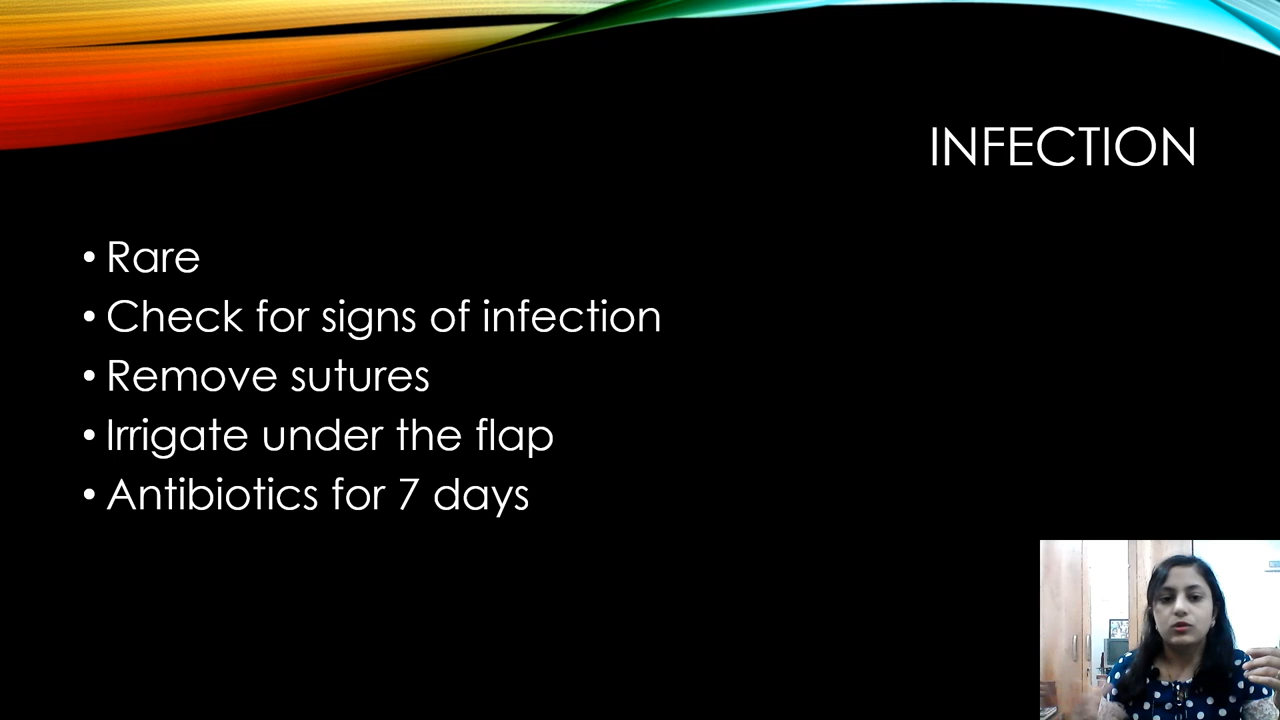 INFECTION
• Rare
• Check for signs of infection
• Remove sutures
• Irrigate under the flap
• Antibiotics for 7 days